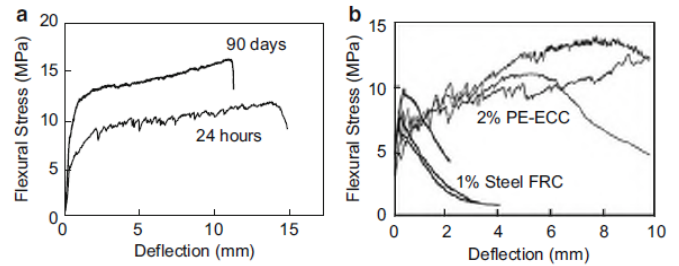 a
Flexural Stress (MPa)
20
15
10
5
0
90 days
24 hours
0 5 10 15
Deflection (mm)
b
Flexural Stress (MPa)
15
10
5
0
2% PE-ECC
1% Steel FRC
0 2 4 6 8 10
Deflection (mm)